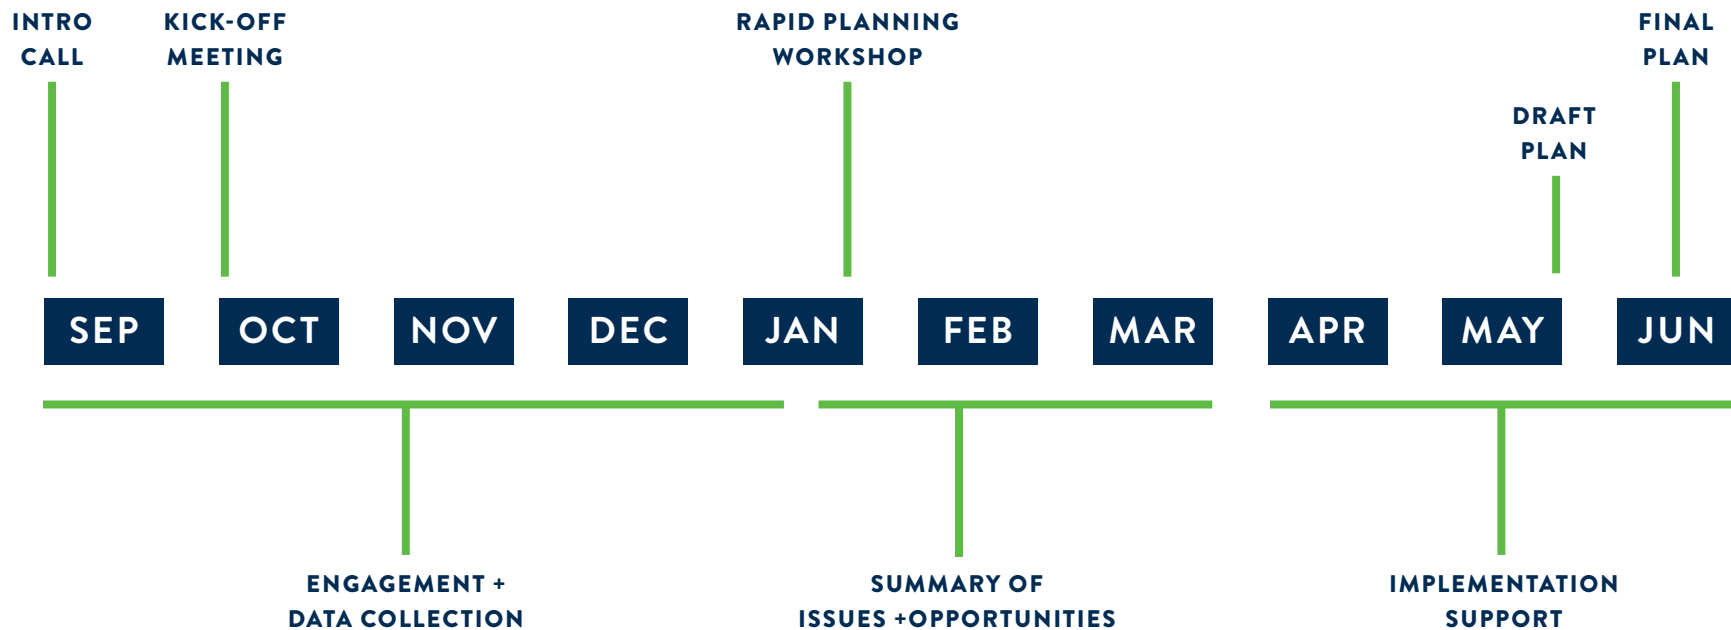 INTRO
CALL
KICK-OFF
MEETING
RAPID PLANNING
WORKSHOP
DRAFT
PLAN
FINAL
PLAN
SEP OCT NOV DEC JAN FEB MAR APR MAY JUN
ENGAGEMENT +
DATA COLLECTION
SUMMARY OF
ISSUES +OPPORTUNITIES
IMPLEMENTATION
SUPPORT